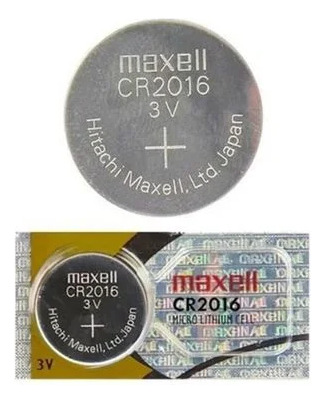 maxell
CR2016
3V
+
Hitachi Maxell, Ltd. Japan
maxell
CR2016
3V
+
Hitachi Maxell, Ltd. Japan
maxell
CR2016
MICRO LITHIUM CELL
3V